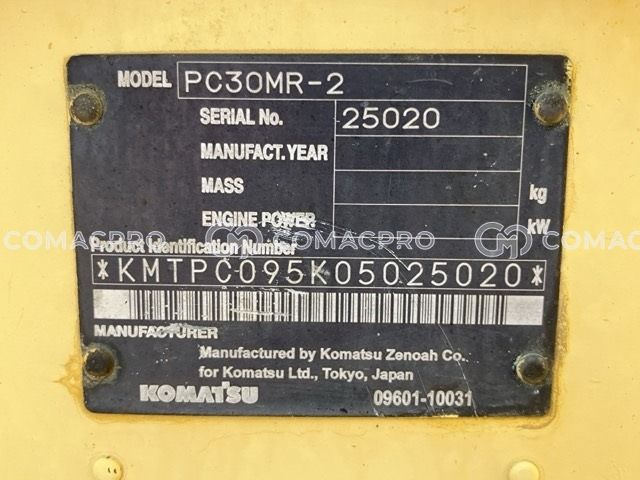 MODEL PC30MR-2
SERIAL No. 25020
MANUFACT.YEAR
MASS kg
ENGINE POWER kW
COMACPRO COMACPRO COMACPRO
Product Identification Number
*KMTPC095K05025020*
MANUFACTURER
Manufactured by Komatsu Zenoah Co.
for Komatsu Ltd., Tokyo, Japan
KOMATSU 09601-10031